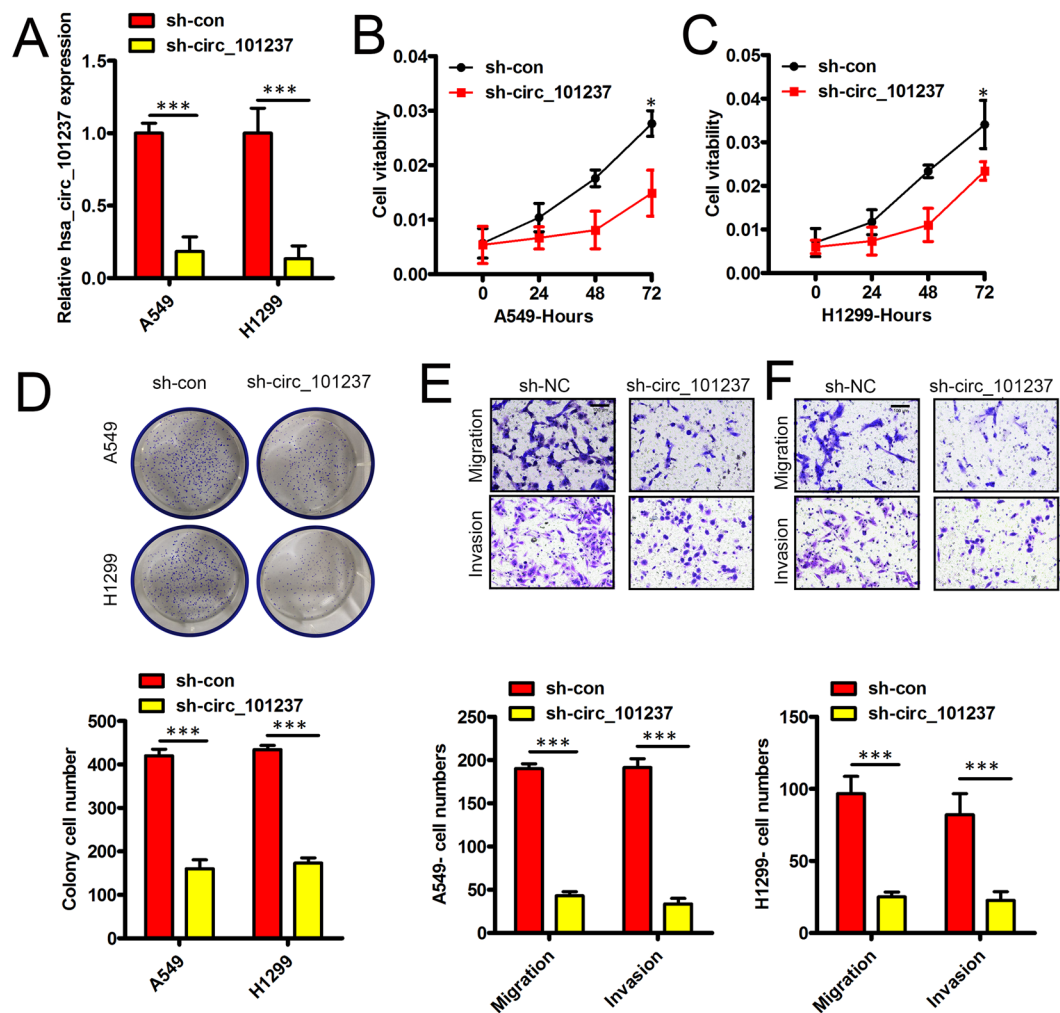 A
sh-con
sh-circ_101237
Relative hsa_circ_101237 expression
1.5
1.0
0.5
0.0
***
***
A549
H1299
B
sh-con
sh-circ_101237
Cell vitability
0.04
0.03
0.02
0.01
0.00
*
0
24
48
72
A549-Hours
C
sh-con
sh-circ_101237
Cell vitability
0.05
0.04
0.03
0.02
0.01
0.00
*
0
24
48
72
H1299-Hours
D
sh-con
sh-circ_101237
A549
H1299
sh-con
sh-circ_101237
Colony cell number
500
400
300
200
100
0
***
***
A549
H1299
E
sh-NC
sh-circ_101237
Migration
Invasion
sh-con
sh-circ_101237
A549- cell numbers
250
200
150
100
50
0
***
***
Migration
Invasion
F
sh-NC
sh-circ_101237
Migration
Invasion
sh-con
sh-circ_101237
H1299- cell numbers
150
100
50
0
***
***
Migration
Invasion